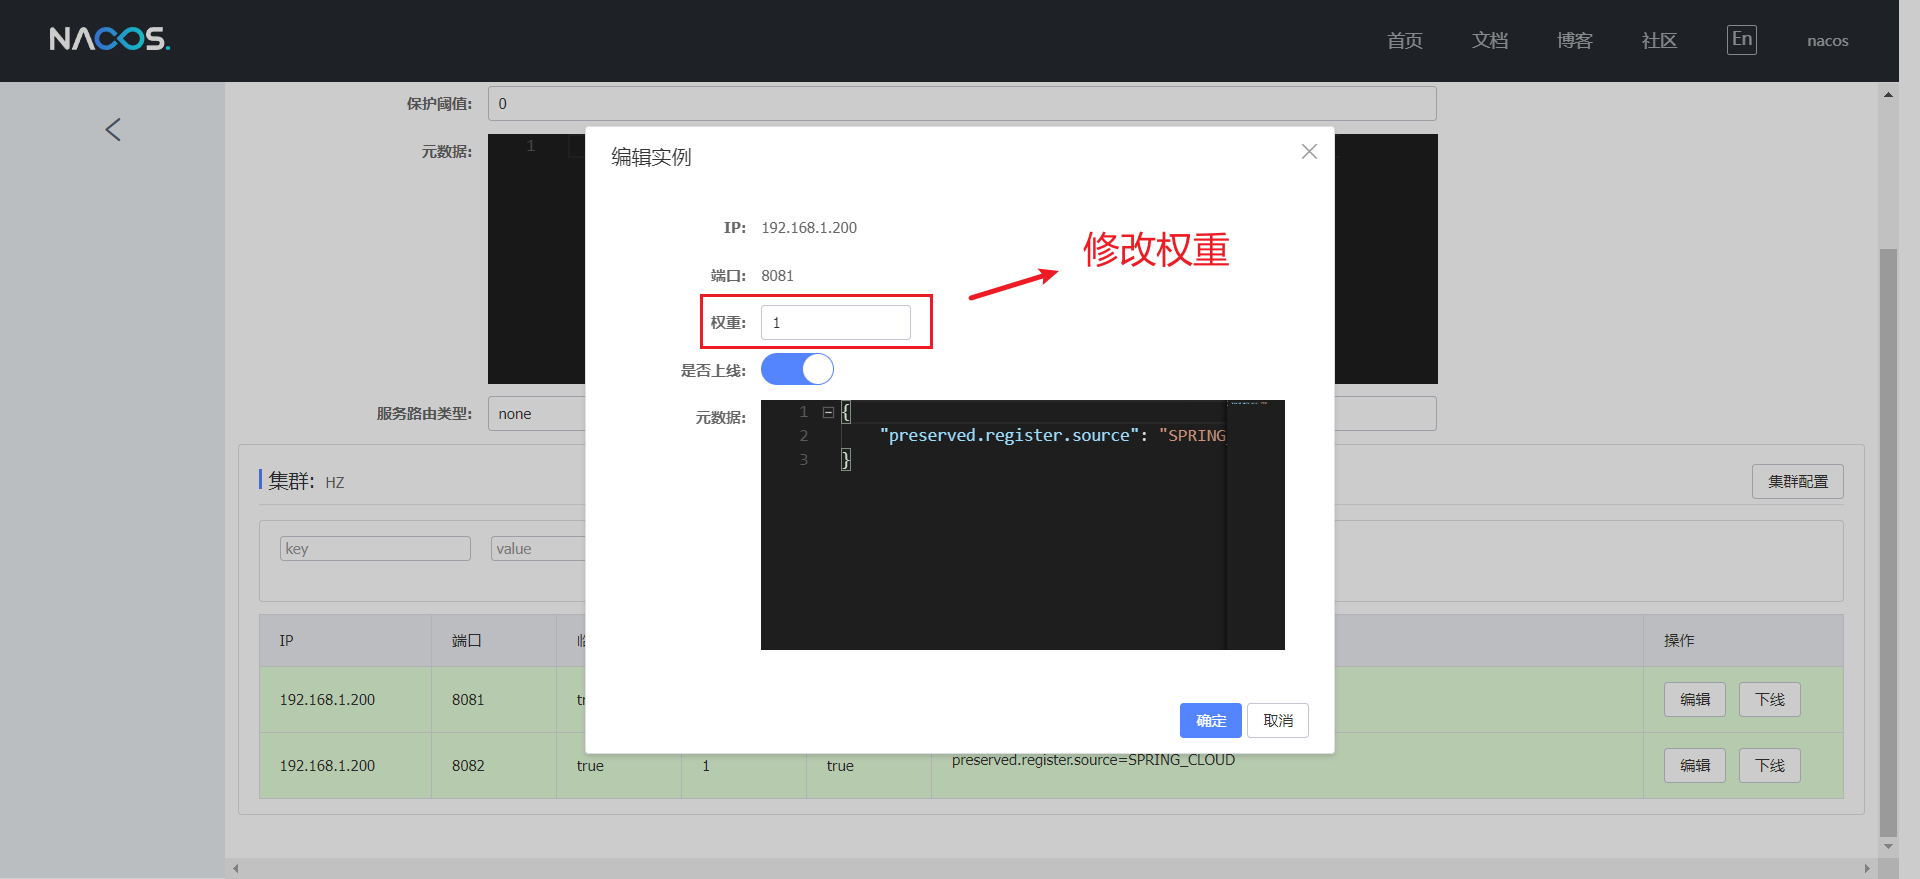 NACOS.
首页 文档 博客 社区 En nacos
保护阈值: 0
元数据: 1
编辑实例
IP: 192.168.1.200
修改权重
端口: 8081
权重: 1
是否上线:
元数据:
1 {
2 "preserved.register.source": "SPRING
3 }
服务路由类型: none
集群: HZ 集群配置
key value
IP 端口 操作
192.168.1.200 8081 编辑 下线
确定 取消
192.168.1.200 8082 true 1 true preserved.register.source=SPRING_CLOUD 编辑 下线